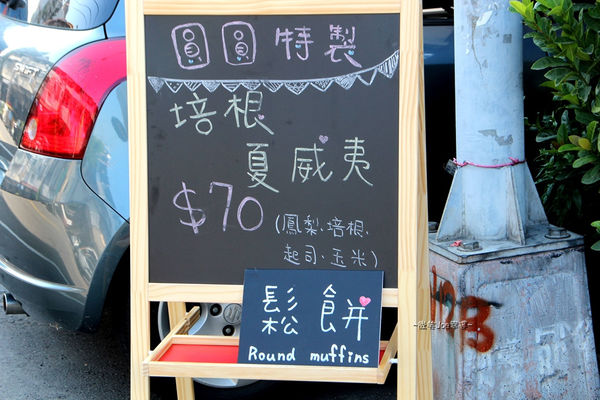 圓圓特製
培根
夏威夷
$70
(鳳梨、培根、
起司、玉米)
鬆餅
Round muffins
SWIFT